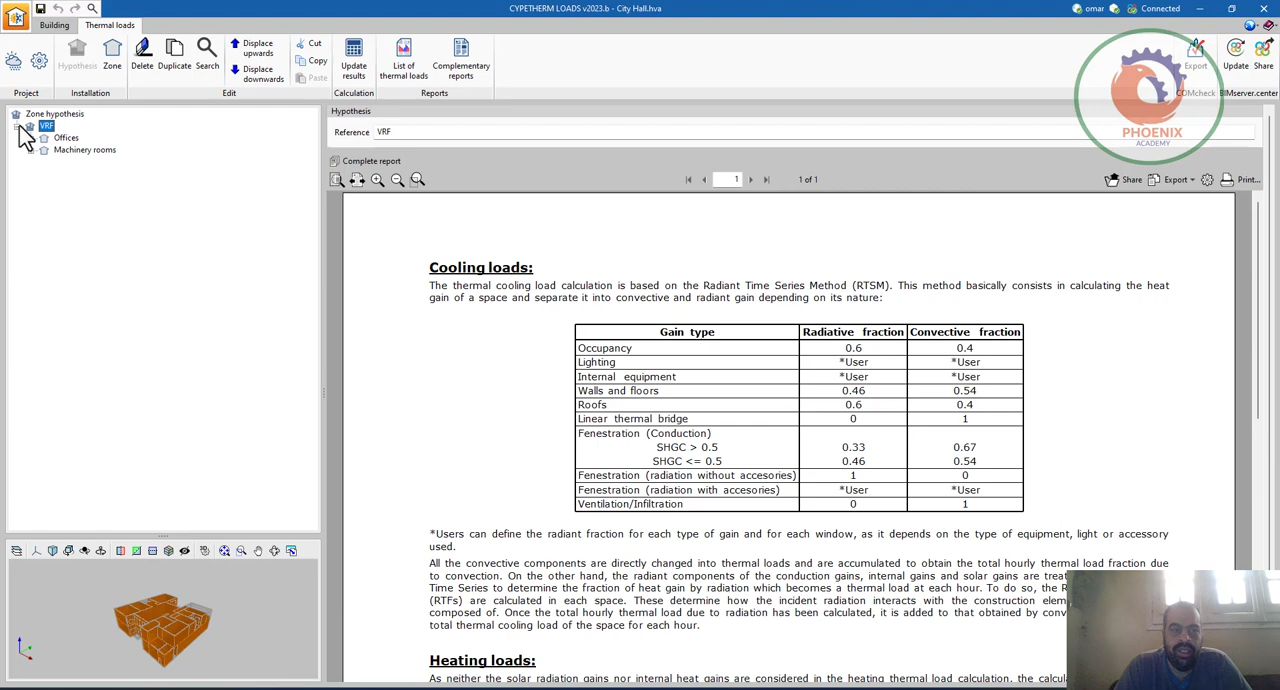 CYPETHERM LOADS v2023.b - City Hall.hva
omar
Connected
Building
Thermal loads
Hypothesis
Zone
Delete
Duplicate
Search
Displace upwards
Displace downwards
Cut
Copy
Paste
Update results
List of thermal loads
Complementary reports
Export
Update
Share
Project
Installation
Edit
Calculation
Reports
COMcheck
BIMserver.center
PHOENIX
ACADEMY
Zone hypothesis
VRF
Offices
Machinery rooms
Hypothesis
Reference VRF
Complete report
1
1 of 1
Share
Export
Print...
Cooling loads:
The thermal cooling load calculation is based on the Radiant Time Series Method (RTSM). This method basically consists in calculating the heat
gain of a space and separate it into convective and radiant gain depending on its nature:
Gain type Radiative fraction Convective fraction
Occupancy 0.6 0.4
Lighting *User *User
Internal equipment *User *User
Walls and floors 0.46 0.54
Roofs 0.6 0.4
Linear thermal bridge 0 1
Fenestration (Conduction)
SHGC > 0.5 0.33 0.67
SHGC <= 0.5 0.46 0.54
Fenestration (radiation without accesories) 1 0
Fenestration (radiation with accesories) *User *User
Ventilation/Infiltration 0 1
*Users can define the radiant fraction for each type of gain and for each window, as it depends on the type of equipment, light or accessory
used.
All the convective components are directly changed into thermal loads and are accumulated to obtain the total hourly thermal load fraction due
to convection. On the other hand, the radiant components of the conduction gains, internal gains and solar gains are
Time Series to determine the fraction of heat gain by radiation which becomes a thermal load at each hour. To do so, the
(RTFs) are calculated in each space. These determine how the incident radiation interacts with the construction
composed of. Once the total hourly thermal load due to radiation has been calculated, it is added to that obtained by
total thermal cooling load of the space for each hour.
Heating loads:
As neither the solar radiation gains nor internal heat gains are considered in the heating thermal load calculation, the